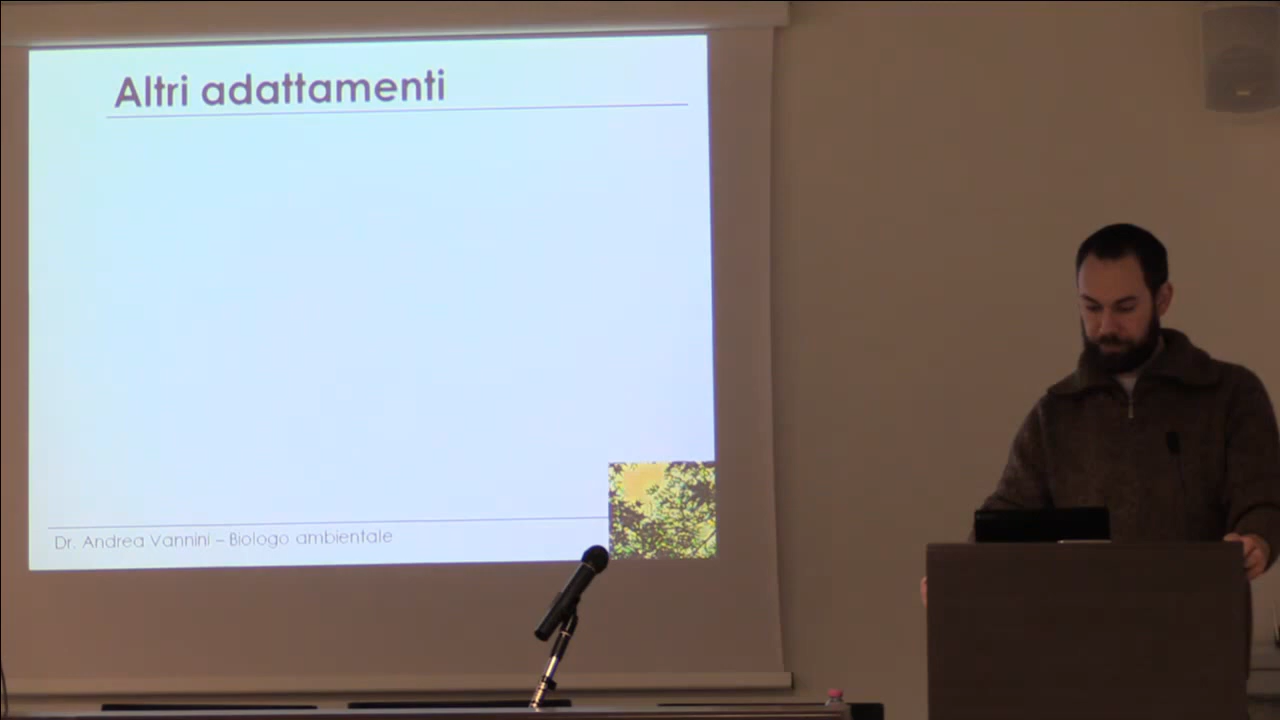 Altri adattamenti
Dr. Andrea Vannini – Biologo ambientale